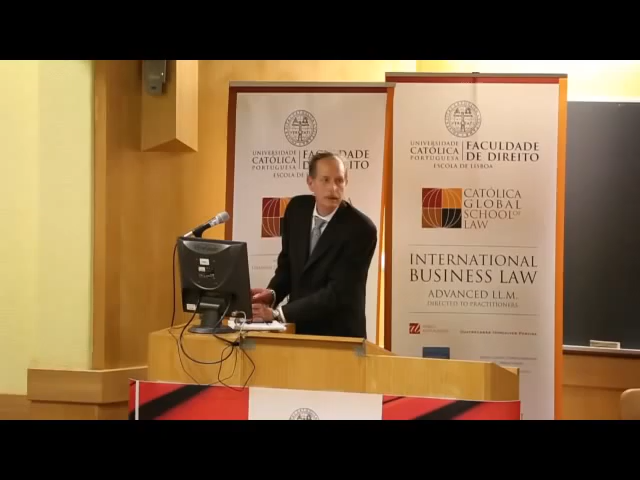 UNIVERSIDADE
CATÓLICA
PORTUGUESA
FACULDADE
DE DIREITO
ESCOLA DE LISBOA
UNIVERSIDADE
CATÓLICA
PORTUGUESA
FACULDADE
DE DIREITO
ESCOLA DE LISBOA
CATÓLICA
GLOBAL
SCHOOL OF
LAW
INTERNATIONAL
BUSINESS LAW
ADVANCED LL.M.
DIRECTED TO PRACTITIONERS